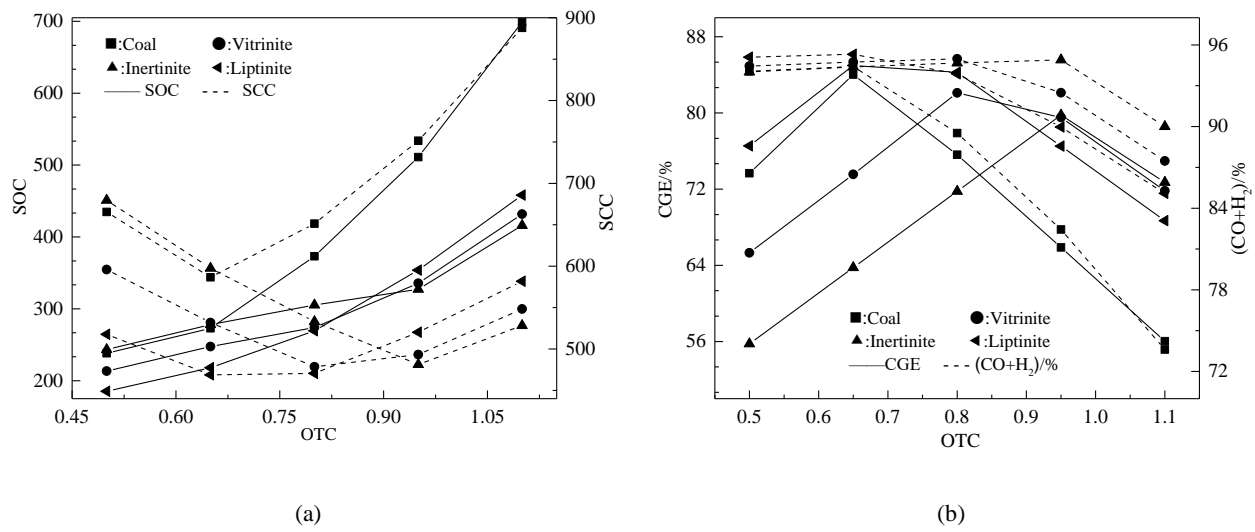 700
600
500
400
300
200
SOC
■:Coal ●:Vitrinite
▲:Inertinite ◄:Liptinite
SOC SCC
900
800
700
600
500
SCC
0.45 0.60 0.75 0.90 1.05
OTC
(a)
88
80
72
64
56
CGE/%
■:Coal ●:Vitrinite
▲:Inertinite ◄:Liptinite
CGE (CO+H₂)/%
96
90
84
78
72
(CO+H₂)/%
0.5 0.6 0.7 0.8 0.9 1.0 1.1
OTC
(b)